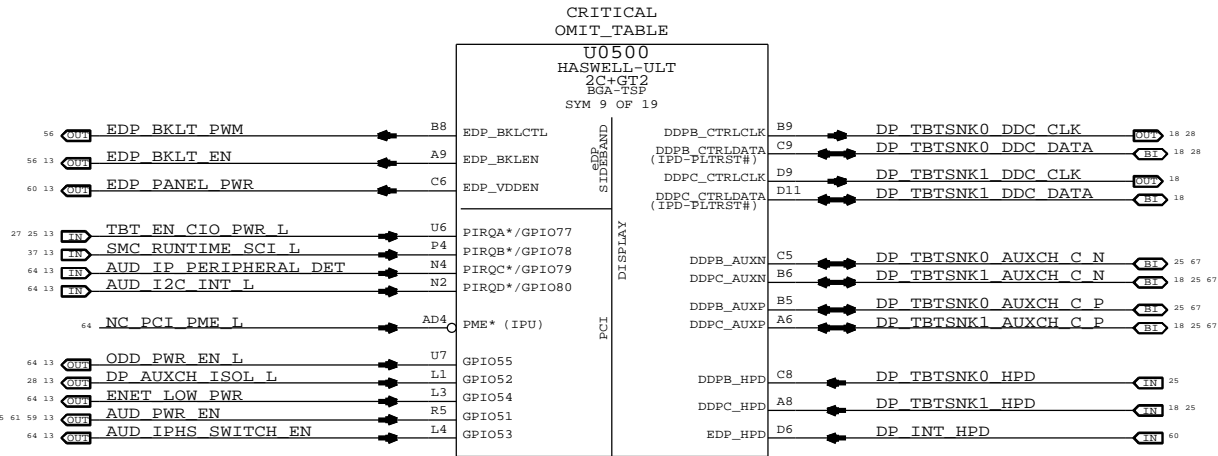 CRITICAL
OMIT_TABLE
U0500
HASWELL-ULT
2C+GT2
BGA-TSP
SYM 9 OF 19
56 OUT EDP_BKLT_PWM B8 EDP_BKLCTL
56 13 OUT EDP_BKLT_EN A9 EDP_BKLEN
60 13 OUT EDP_PANEL_PWR C6 EDP_VDDEN
eDP SIDEBAND
27 25 13 IN TBT_EN_CIO_PWR_L U6 PIRQA*/GPIO77
37 13 IN SMC_RUNTIME_SCI_L P4 PIRQB*/GPIO78
64 13 IN AUD_IP_PERIPHERAL_DET N4 PIRQC*/GPIO79
64 13 IN AUD_I2C_INT_L N2 PIRQD*/GPIO80
64 NC_PCI_PME_L AD4 PME* (IPU)
64 13 OUT ODD_PWR_EN_L U7 GPIO55
28 13 OUT DP_AUXCH_ISOL_L L1 GPIO52
64 13 OUT ENET_LOW_PWR L3 GPIO54
5 61 59 13 OUT AUD_PWR_EN R5 GPIO51
64 13 OUT AUD_IPHS_SWITCH_EN L4 GPIO53
PCI
DISPLAY
DDPB_CTRLCLK B9 DP_TBTSNK0_DDC_CLK OUT 18 28
DDPB_CTRLDATA C9 DP_TBTSNK0_DDC_DATA BI 18 28
(IPD-PLTRST#)
DDPC_CTRLCLK D9 DP_TBTSNK1_DDC_CLK OUT 18
DDPC_CTRLDATA D11 DP_TBTSNK1_DDC_DATA BI 18
(IPD-PLTRST#)
DDPB_AUXN C5 DP_TBTSNK0_AUXCH_C_N BI 25 67
DDPC_AUXN B6 DP_TBTSNK1_AUXCH_C_N BI 18 25 67
DDPB_AUXP B5 DP_TBTSNK0_AUXCH_C_P BI 25 67
DDPC_AUXP A6 DP_TBTSNK1_AUXCH_C_P BI 18 25 67
DDPB_HPD C8 DP_TBTSNK0_HPD IN 25
DDPC_HPD A8 DP_TBTSNK1_HPD IN 18 25
EDP_HPD D6 DP_INT_HPD IN 60